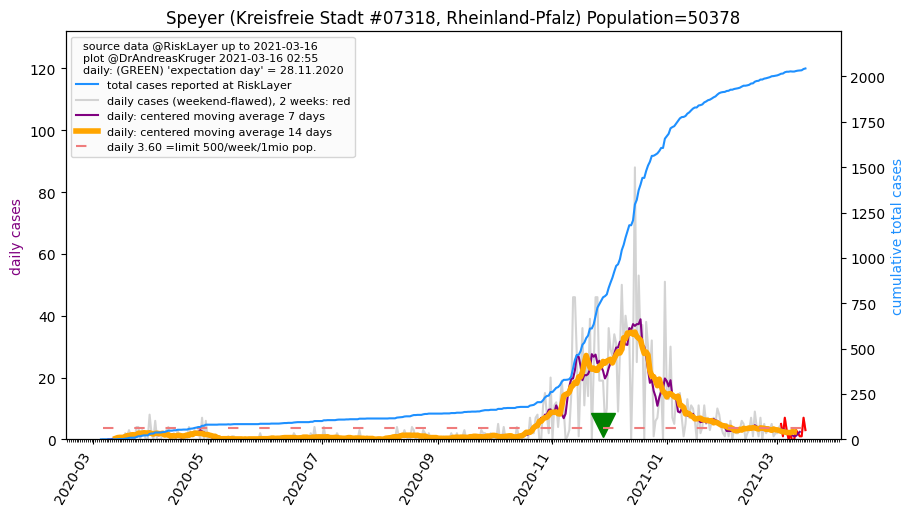 Speyer (Kreisfreie Stadt #07318, Rheinland-Pfalz) Population=50378
source data @RiskLayer up to 2021-03-16
plot @DrAndreasKruger 2021-03-16 02:55
daily: (GREEN) 'expectation day' = 28.11.2020
total cases reported at RiskLayer
daily cases (weekend-flawed), 2 weeks: red
daily: centered moving average 7 days
daily: centered moving average 14 days
daily 3.60 =limit 500/week/1mio pop.
daily cases
120
100
80
60
40
20
0
cumulative total cases
2000
1750
1500
1250
1000
750
500
250
0
2020-03
2020-05
2020-07
2020-09
2020-11
2021-01
2021-03